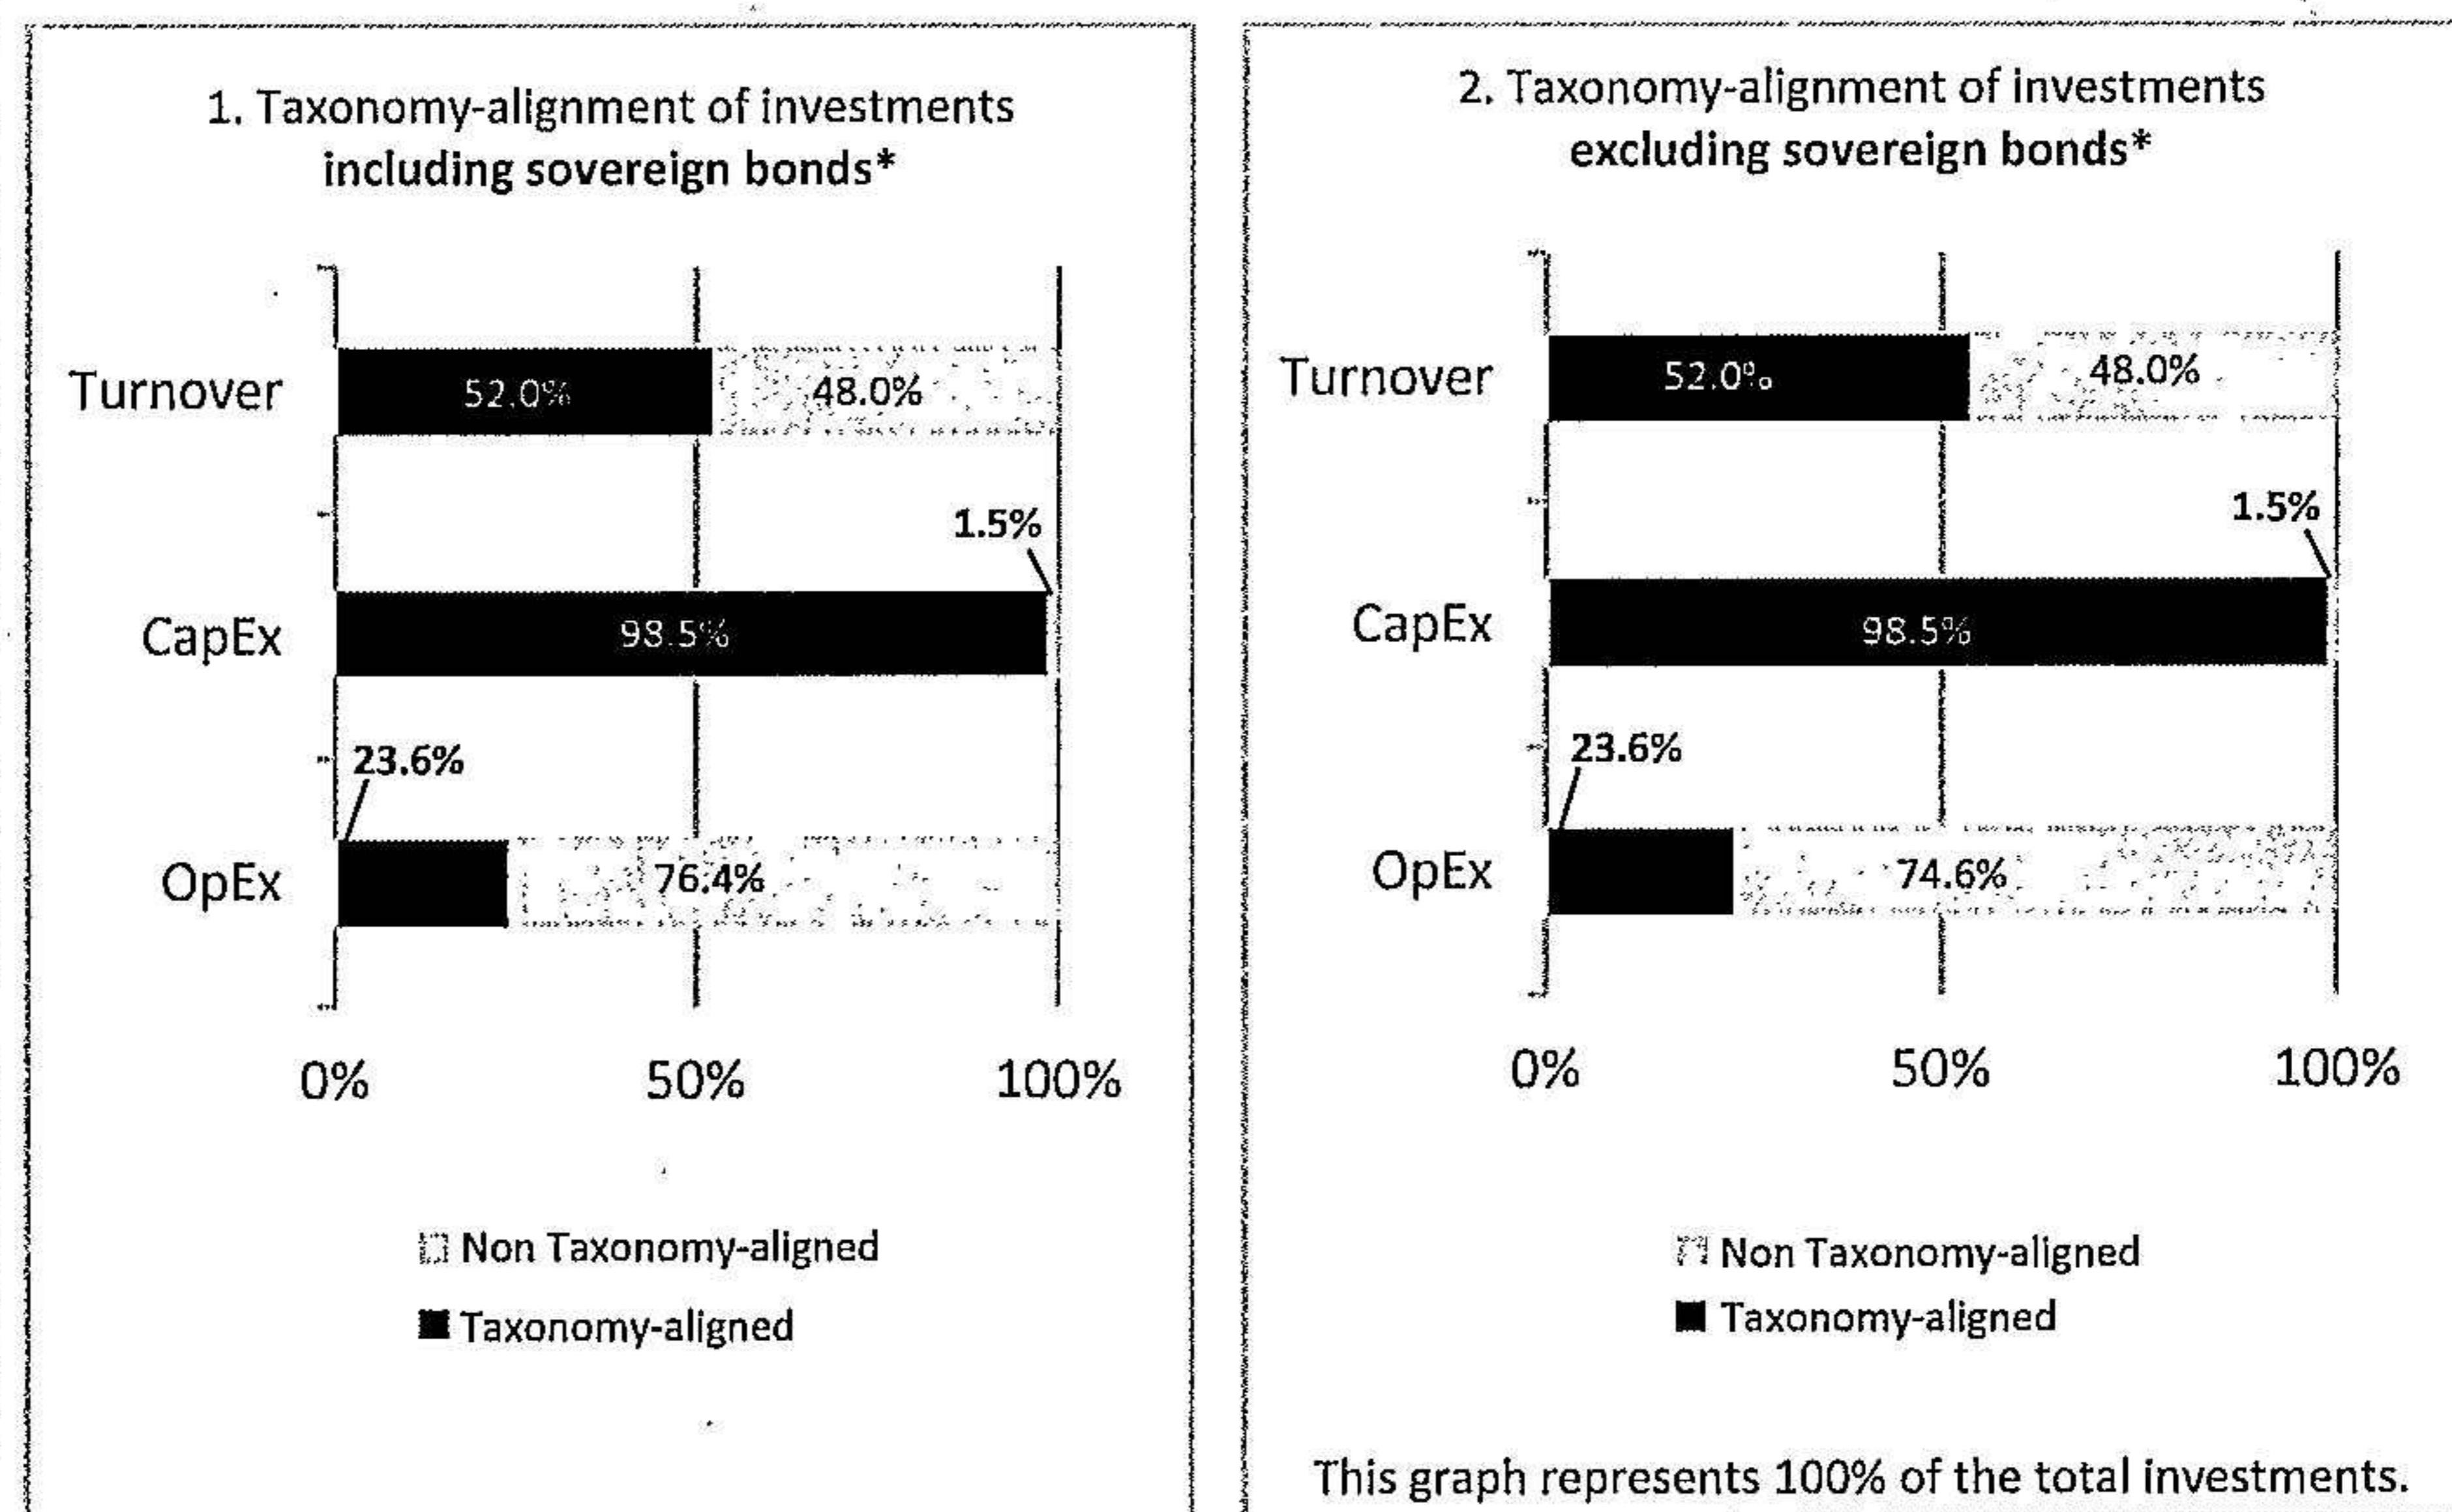 1. Taxonomy-alignment of investments
including sovereign bonds*
Turnover
52.0%
48.0%
1.5%
CapEx
98.5%
23.6%
OpEx
76.4%
0%
50%
100%
Non Taxonomy-aligned
Taxonomy-aligned
2. Taxonomy-alignment of investments
excluding sovereign bonds*
Turnover
52.0%
48.0%
1.5%
CapEx
98.5%
23.6%
OpEx
74.6%
0%
50%
100%
Non Taxonomy-aligned
Taxonomy-aligned
This graph represents 100% of the total investments.